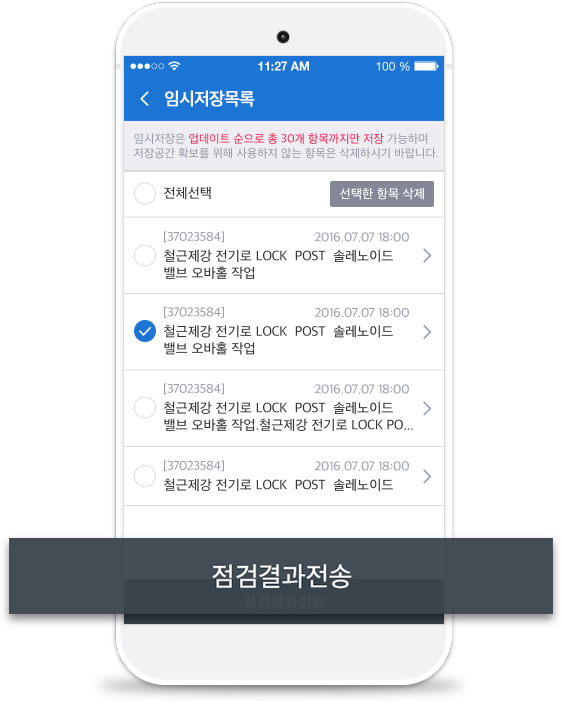 11:27 AM
100 %
임시저장목록
임시저장은 업데이트 순으로 총 30개 항목까지만 저장 가능하며
저장공간 확보를 위해 사용하지 않는 항목은 삭제하시기 바랍니다.
전체선택
선택한 항목 삭제
[37023584] 2016.07.07 18:00
철근제강 전기로 LOCK POST 솔레노이드
밸브 오바홀 작업
[37023584] 2016.07.07 18:00
철근제강 전기로 LOCK POST 솔레노이드
밸브 오바홀 작업
[37023584] 2016.07.07 18:00
철근제강 전기로 LOCK POST 솔레노이드
밸브 오바홀 작업.철근제강 전기로 LOCK PO...
[37023584] 2016.07.07 18:00
철근제강 전기로 LOCK POST 솔레노이드
점검결과전송
점검결과전송